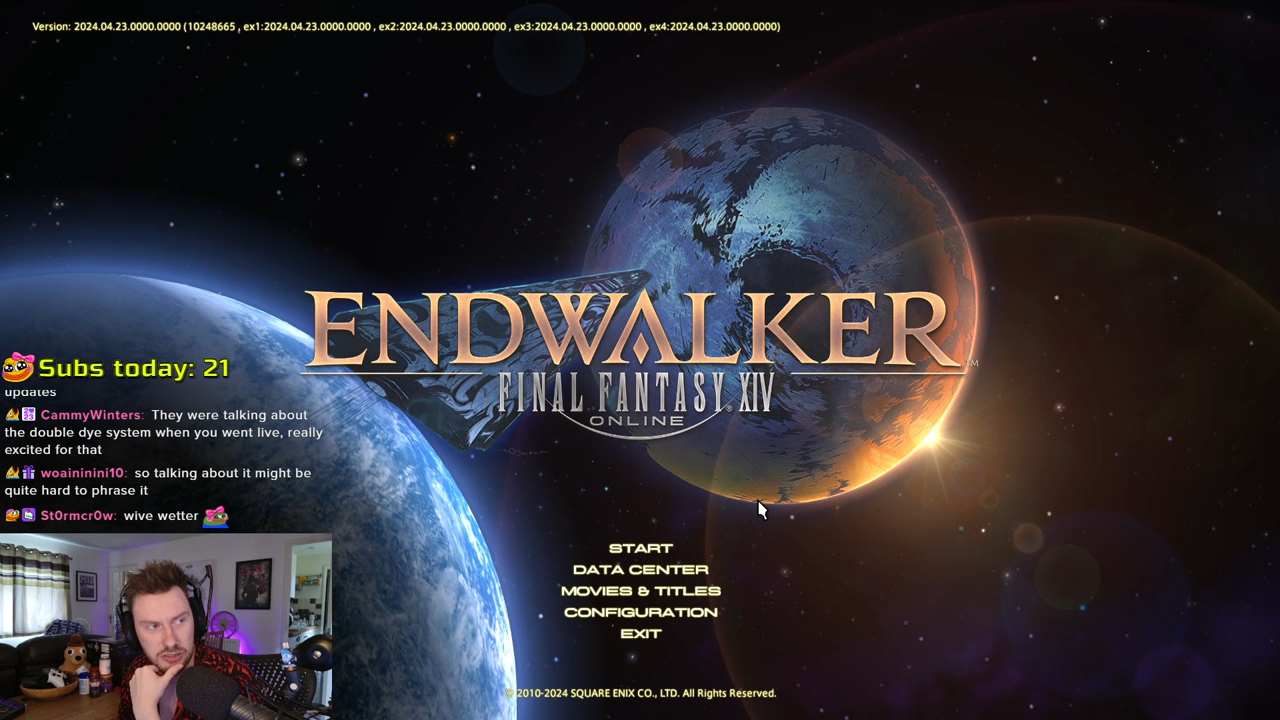 Version: 2024.04.23.0000.0000 (10248665 , ex1:2024.04.23.0000.0000 , ex2:2024.04.23.0000.0000 , ex3:2024.04.23.0000.0000 , ex4:2024.04.23.0000.0000)
ENDWALKER™
FINAL FANTASY® XIV
ONLINE
Subs today: 21
updates
CammyWinters: They were talking about
the double dye system when you went live, really
excited for that
woaininini10: so talking about it might be
quite hard to phrase it
St0rmcr0w: wive wetter
START
DATA CENTER
MOVIES & TITLES
CONFIGURATION
EXIT
© 2010-2024 SQUARE ENIX CO., LTD. All Rights Reserved.